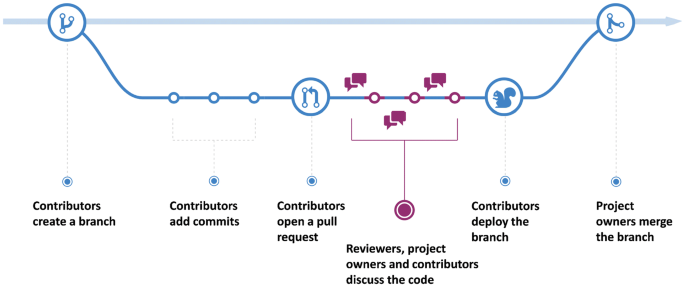 Contributors
create a branch
Contributors
add commits
Contributors
open a pull
request
Reviewers, project
owners and contributors
discuss the code
Contributors
deploy the
branch
Project
owners merge
the branch